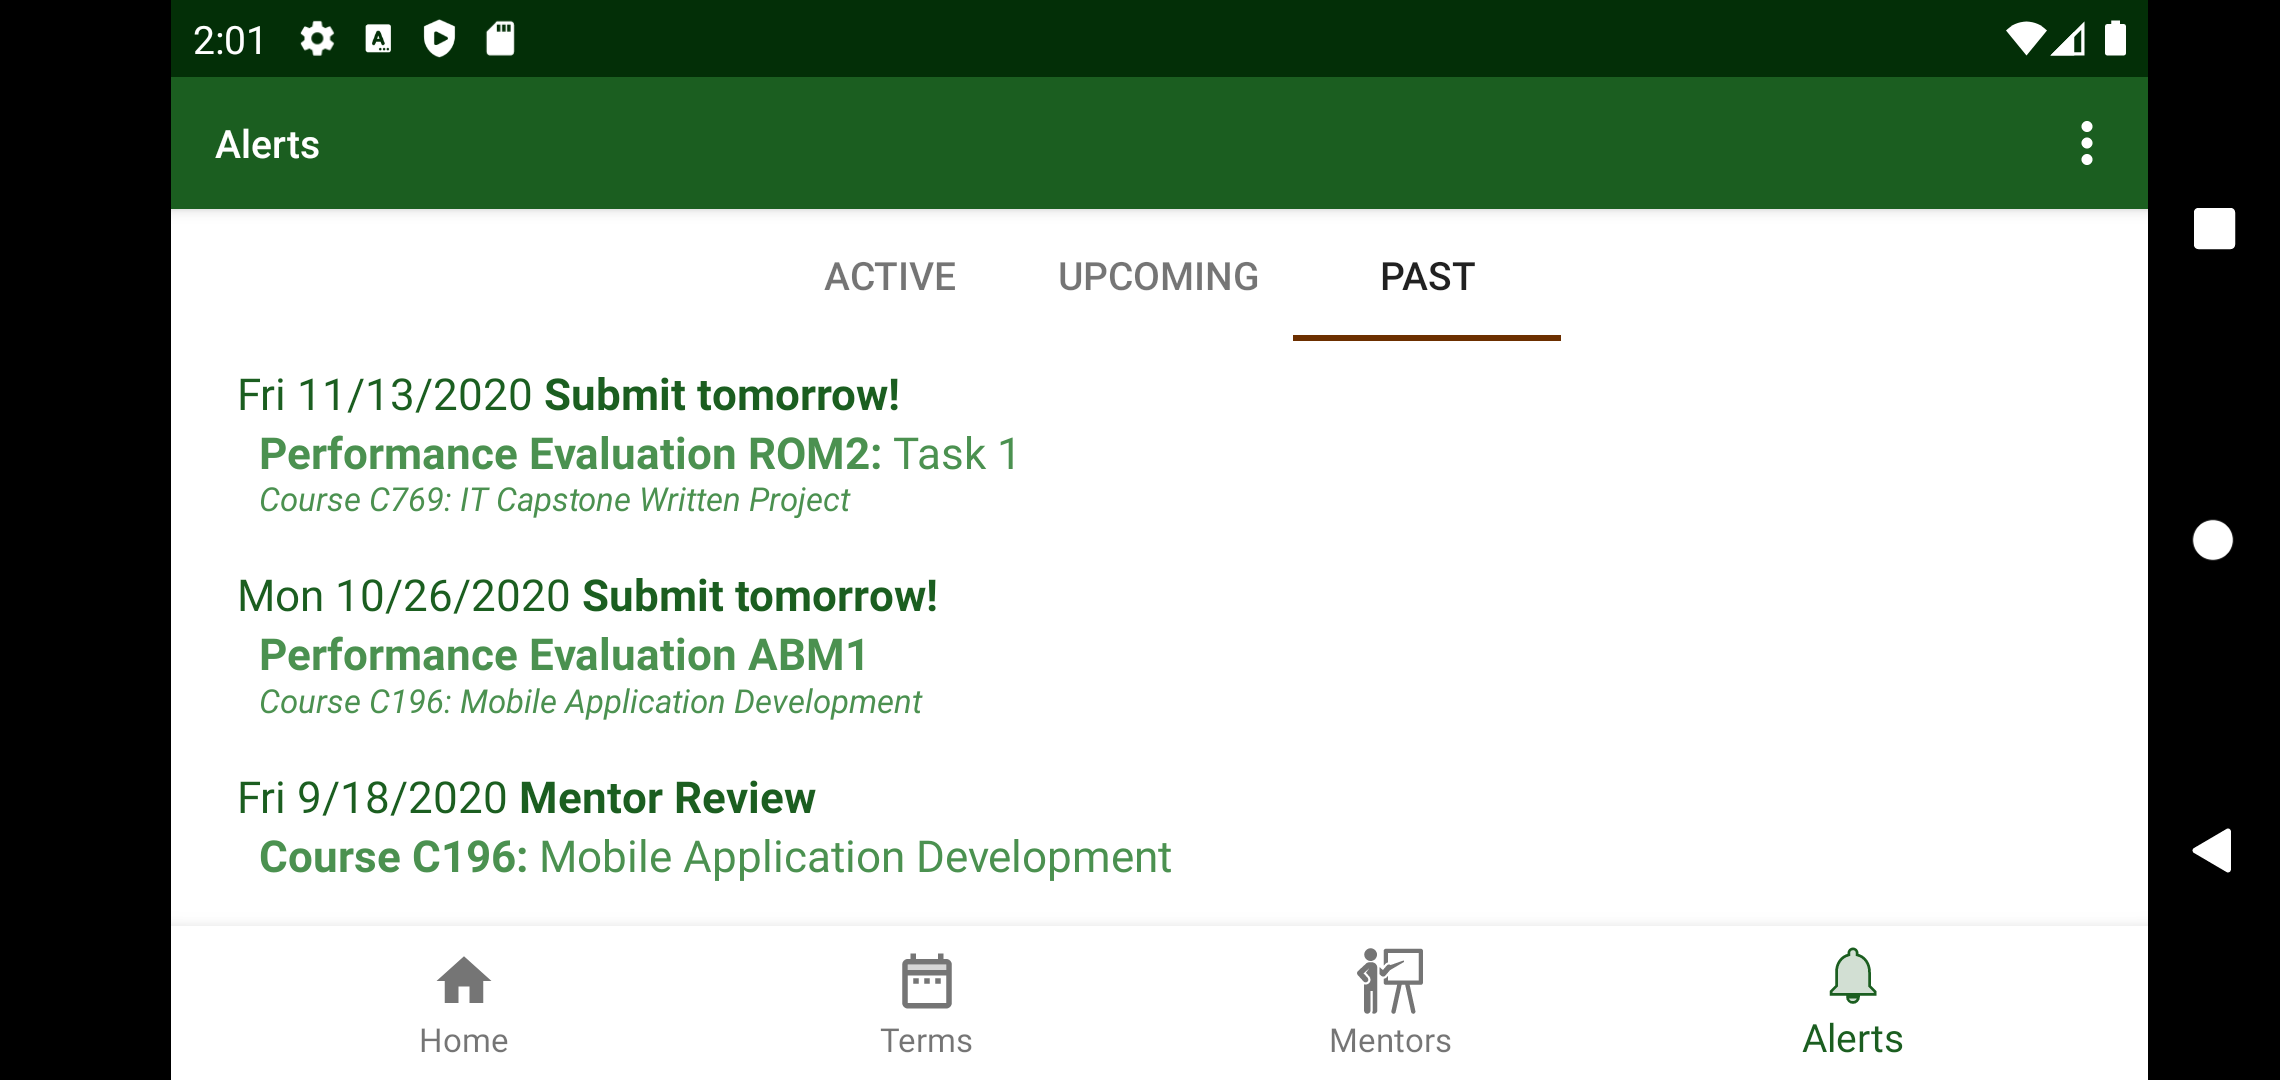 2:01
Alerts
ACTIVE UPCOMING PAST
Fri 11/13/2020 Submit tomorrow!
Performance Evaluation ROM2: Task 1
Course C769: IT Capstone Written Project
Mon 10/26/2020 Submit tomorrow!
Performance Evaluation ABM1
Course C196: Mobile Application Development
Fri 9/18/2020 Mentor Review
Course C196: Mobile Application Development
Home Terms Mentors Alerts